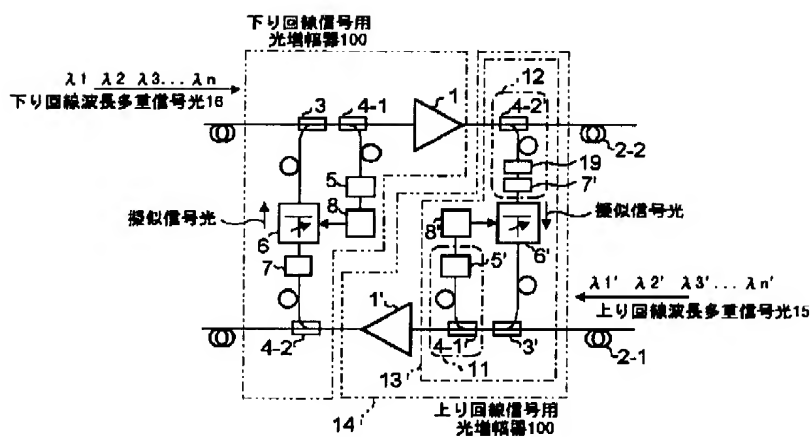 下り回線信号用
光増幅器100
λ1 λ2 λ3...λn
下り回線波長多重信号光16
3
4-1
1
12
4-2
2-2
19
7'
5
8
擬似信号光
6
7
8'
5'
6'
擬似信号光
λ1' λ2' λ3'...λn'
上り回線波長多重信号光15
1'
4-2'
4-1'
3'
2-1
13
11
14
上り回線信号用
光増幅器100